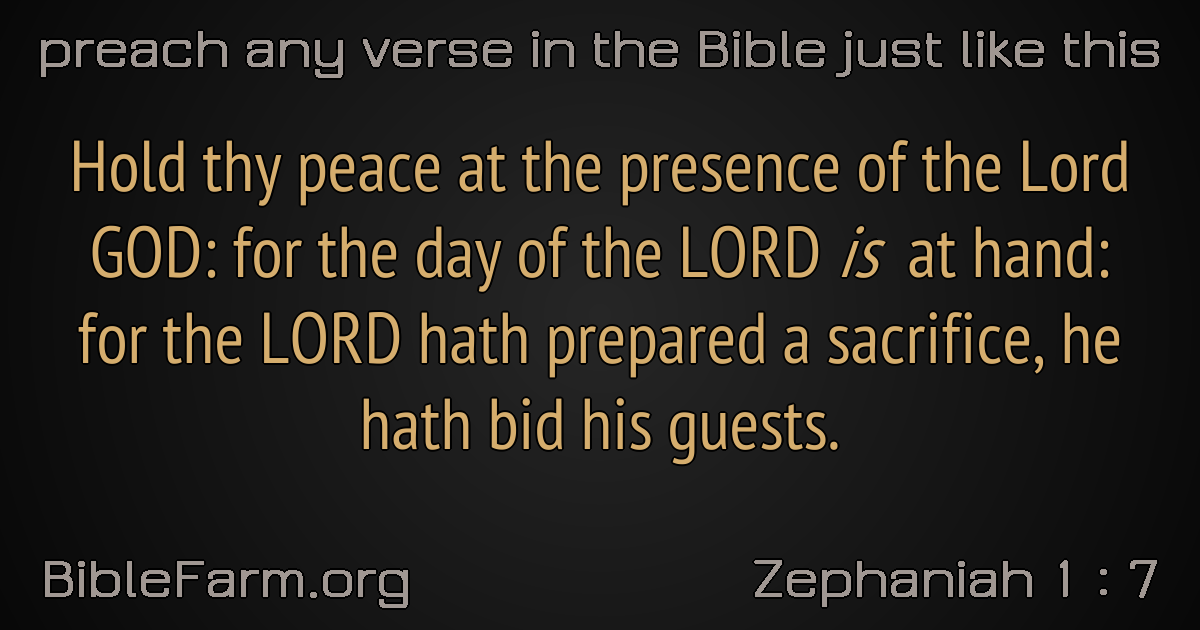 preach any verse in the Bible just like this
Hold thy peace at the presence of the Lord
GOD: for the day of the LORD is at hand:
for the LORD hath prepared a sacrifice, he
hath bid his guests.
BibleFarm.org
Zephaniah 1 : 7